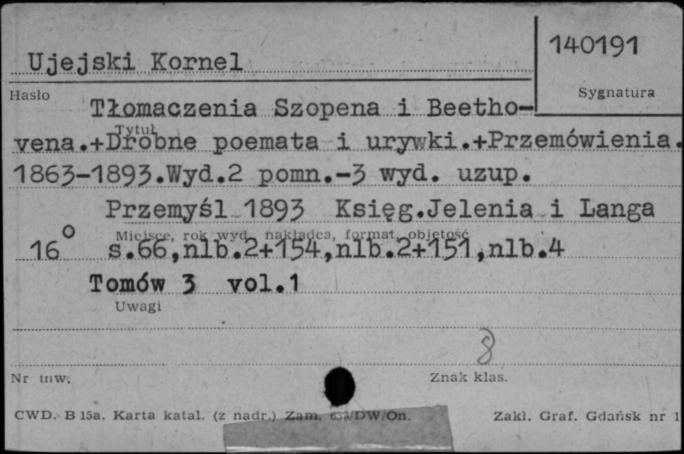 Ujejski Kornel
140191
Hasło
Sygnatura
Tłomaczenia Szopena i Beetho-
Tytuł
vena.+Drobne poemata i urywki.+Przemówienia.
1863-1893.Wyd.2 pomn.-3 wyd. uzup.
Przemyśl 1893 Księg.Jelenia i Langa
Miejsce, rok wyd., nakładca, format, objętość
16° s.66,nlb.2+154,nlb.2+151,nlb.4
Tomów 3 vol.1
Uwagi
8
Nr inw.
Znak klas.
CWD. B 15a. Karta katal. (z nadr.) Zam. DW/On. Zakł. Graf. Gdańsk nr 1